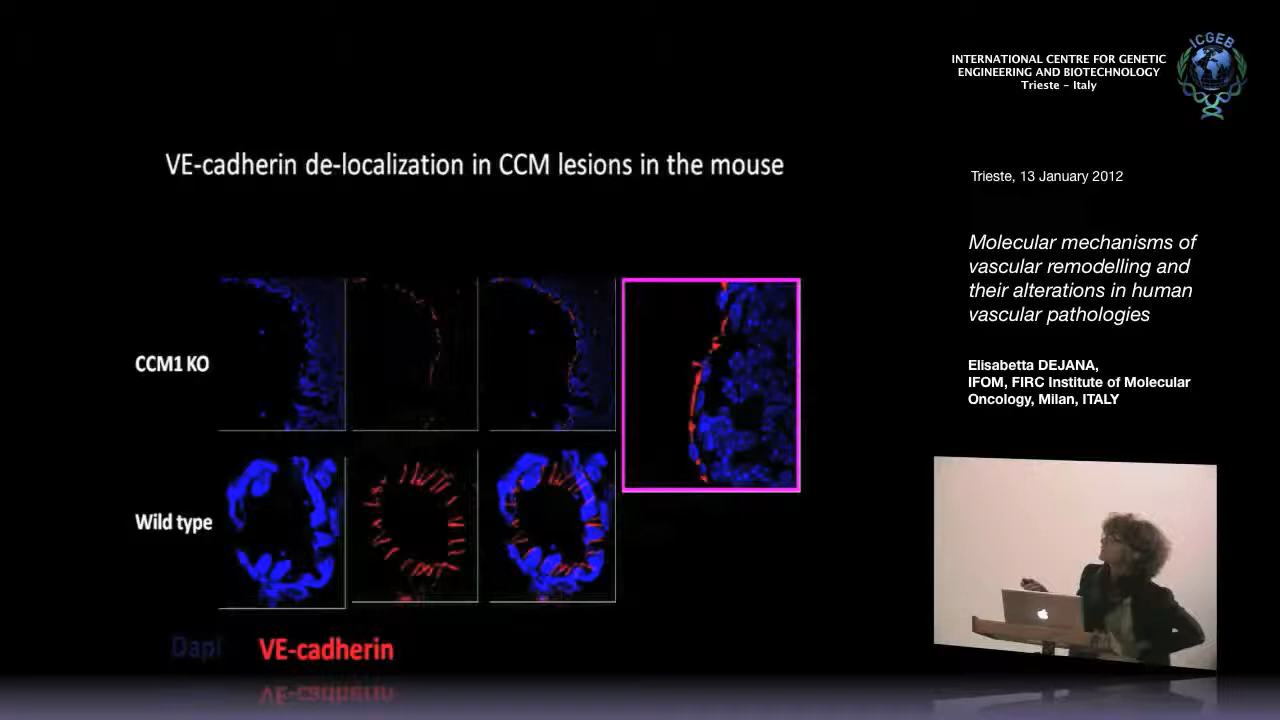 ICGEB
INTERNATIONAL CENTRE FOR GENETIC
ENGINEERING AND BIOTECHNOLOGY
Trieste - Italy
VE-cadherin de-localization in CCM lesions in the mouse
Trieste, 13 January 2012
Molecular mechanisms of
vascular remodelling and
their alterations in human
vascular pathologies
Elisabetta DEJANA,
IFOM, FIRC Institute of Molecular
Oncology, Milan, ITALY
CCM1 KO
Wild type
DapI
VE-cadherin